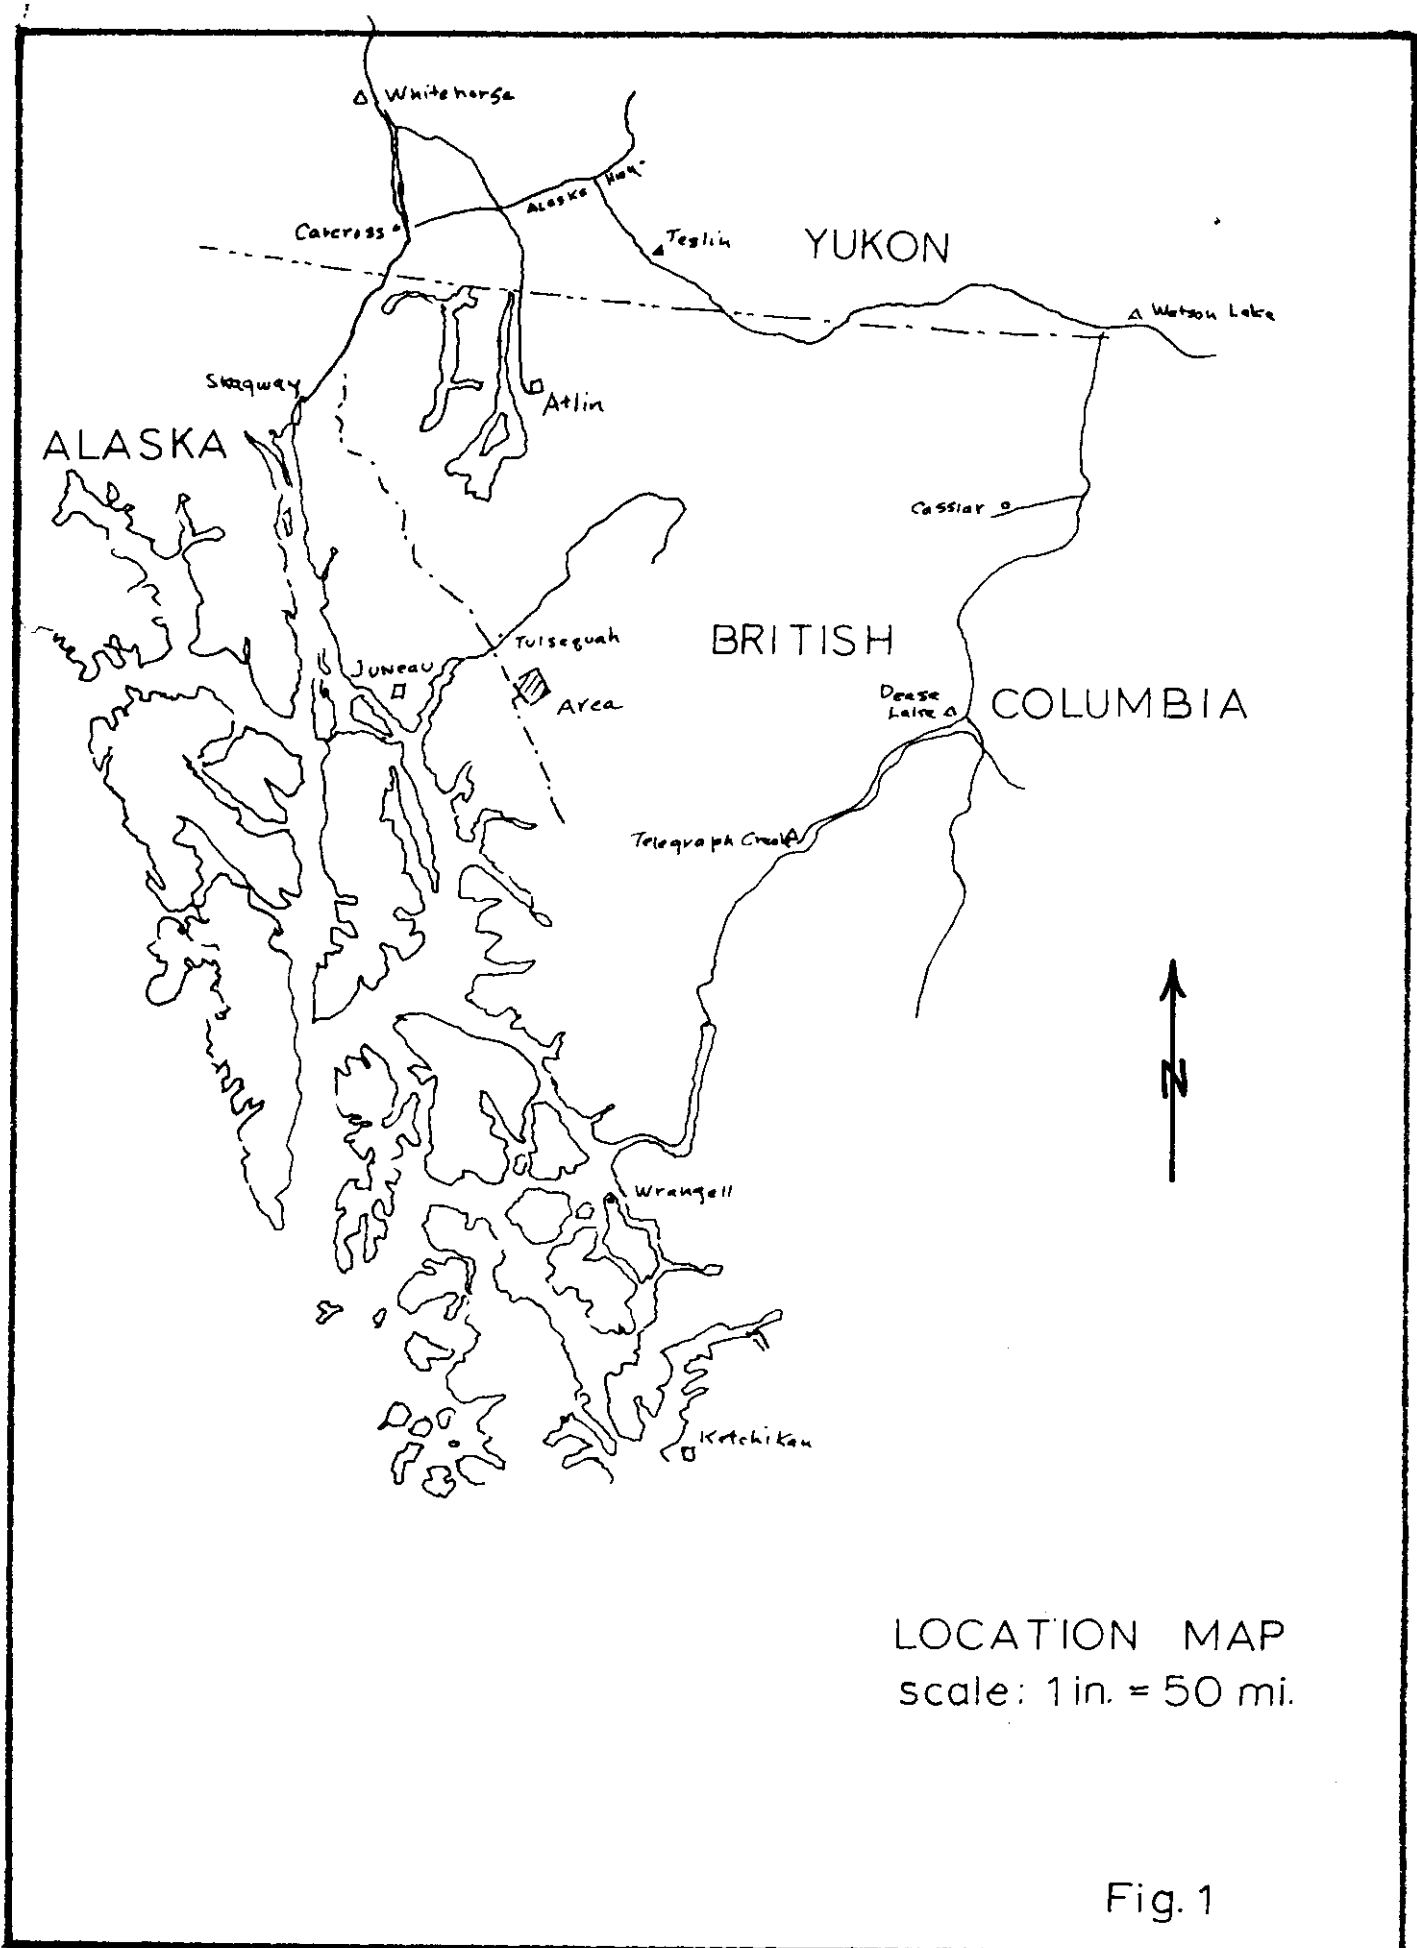 Whitehorse
ALASKA Hwy.
Carcross
Teslin
YUKON
Watson Lake
Skagway
Atlin
ALASKA
Cassiar
Tulsequah
BRITISH
Juneau
Area
Dease
Lake
COLUMBIA
Telegraph Creek
N
Wrangell
Ketchikan
LOCATION MAP
scale: 1 in. = 50 mi.
Fig. 1